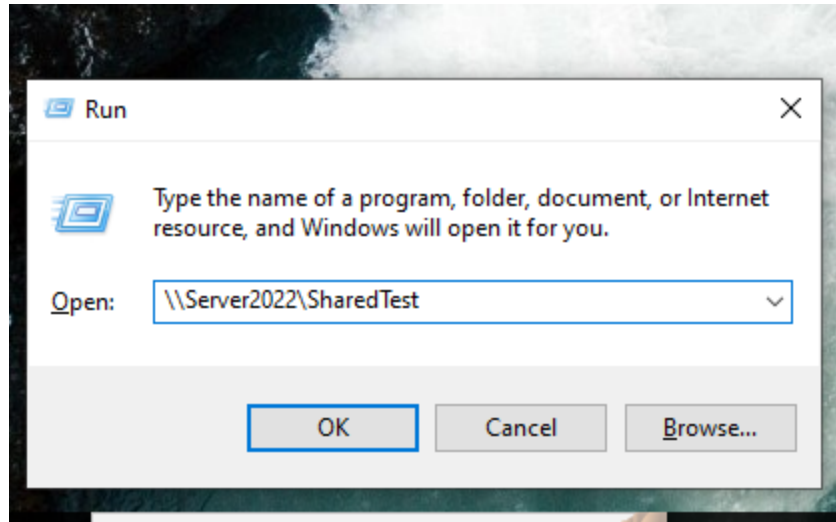 Run
Type the name of a program, folder, document, or Internet
resource, and Windows will open it for you.
Open: \\Server2022\SharedTest
OK Cancel Browse...